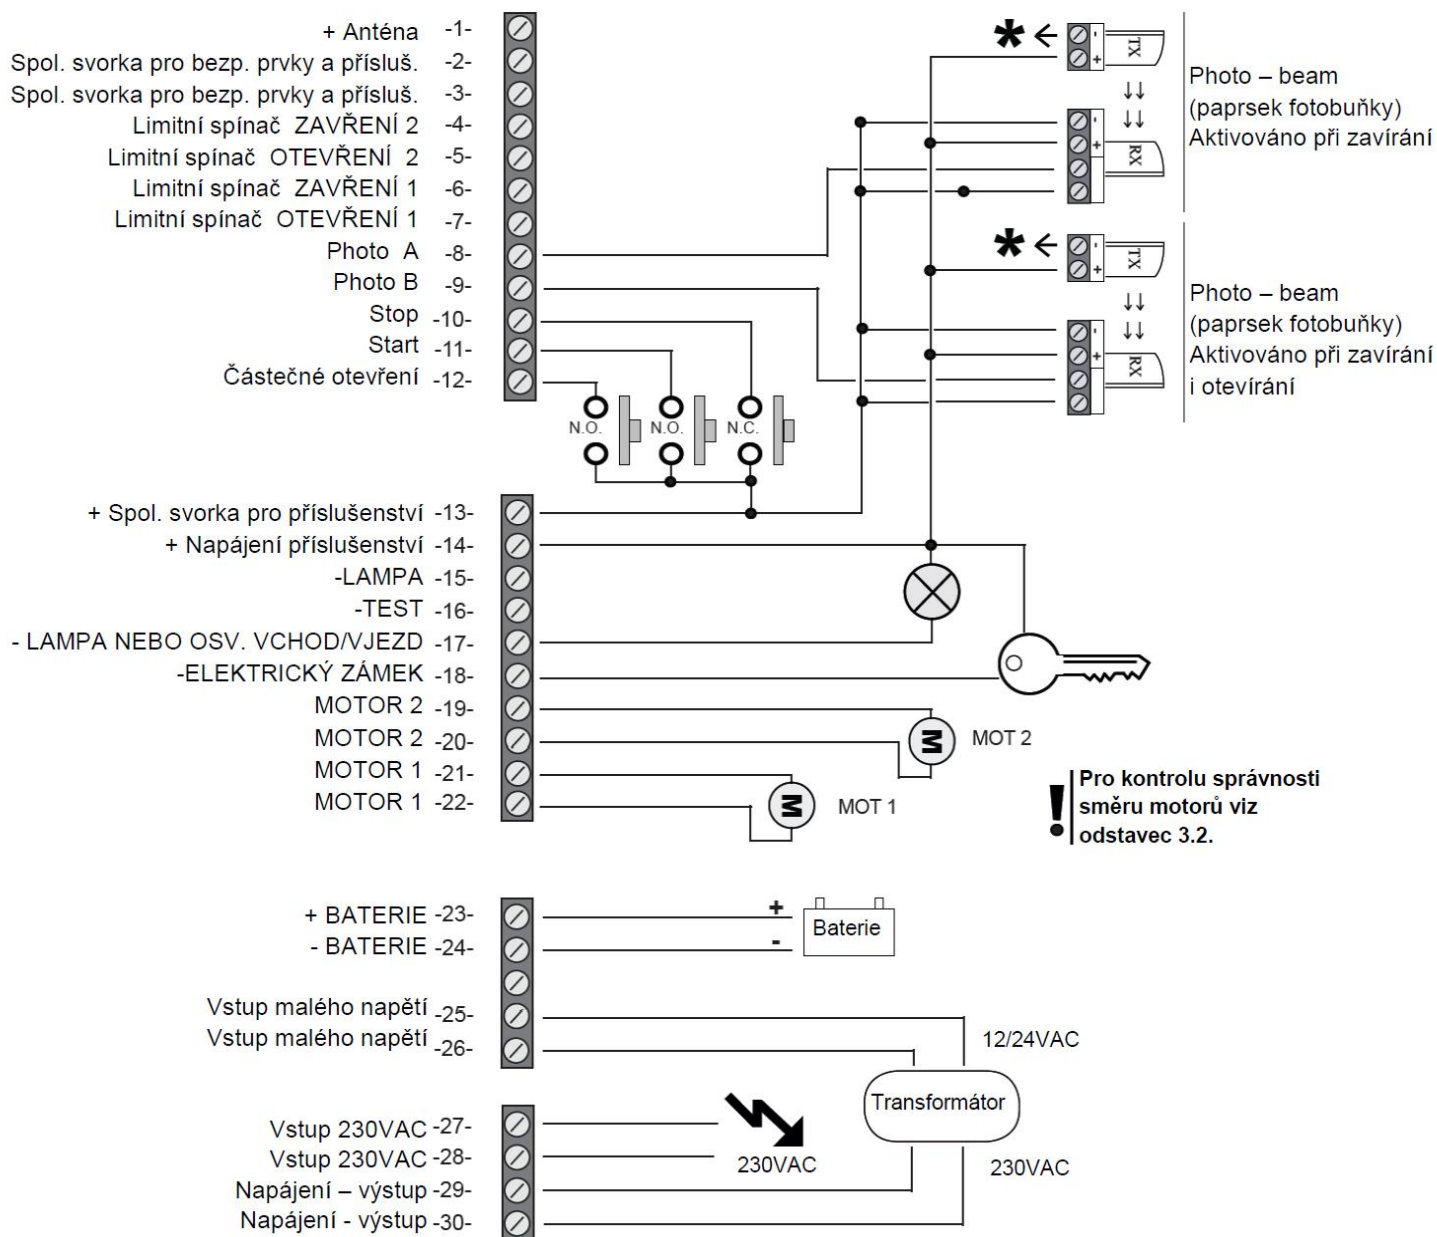 + Anténa -1-
Spol. svorka pro bezp. prvky a přísluš. -2-
Spol. svorka pro bezp. prvky a přísluš. -3-
Limitní spínač ZAVŘENÍ 2 -4-
Limitní spínač OTEVŘENÍ 2 -5-
Limitní spínač ZAVŘENÍ 1 -6-
Limitní spínač OTEVŘENÍ 1 -7-
Photo A -8-
Photo B -9-
Stop -10-
Start -11-
Částečné otevření -12-
N.O. N.O. N.C.
* - + TX
- + RX
Photo – beam
(paprsek fotobuňky)
Aktivováno při zavírání
* - + TX
- + RX
Photo – beam
(paprsek fotobuňky)
Aktivováno při zavírání
i otevírání
+ Spol. svorka pro příslušenství -13-
+ Napájení příslušenství -14-
-LAMPA -15-
-TEST -16-
- LAMPA NEBO OSV. VCHOD/VJEZD -17-
-ELEKTRICKÝ ZÁMEK -18-
MOTOR 2 -19-
MOTOR 2 -20-
MOTOR 1 -21-
MOTOR 1 -22-
M MOT 2
M MOT 1
! Pro kontrolu správnosti
směru motorů viz
odstavec 3.2.
+ BATERIE -23-
- BATERIE -24-
+
-
Baterie
Vstup malého napětí -25-
Vstup malého napětí -26-
12/24VAC
Transformátor
Vstup 230VAC -27-
Vstup 230VAC -28-
Napájení – výstup -29-
Napájení - výstup -30-
230VAC
230VAC